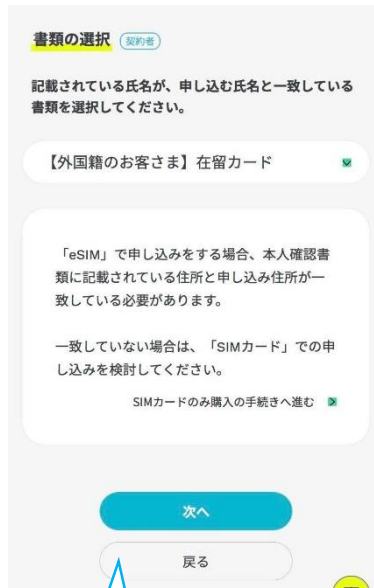 書類の選択 契約者
記載されている氏名が、申し込む氏名と一致している
書類を選択してください。
【外国籍のお客さま】在留カード
「eSIM」で申し込みをする場合、本人確認書
類に記載されている住所と申し込み住所が一
致している必要があります。
一致していない場合は、「SIMカード」での申
し込みを検討してください。
SIMカードのみ購入の手続きへ進む
次へ
戻る